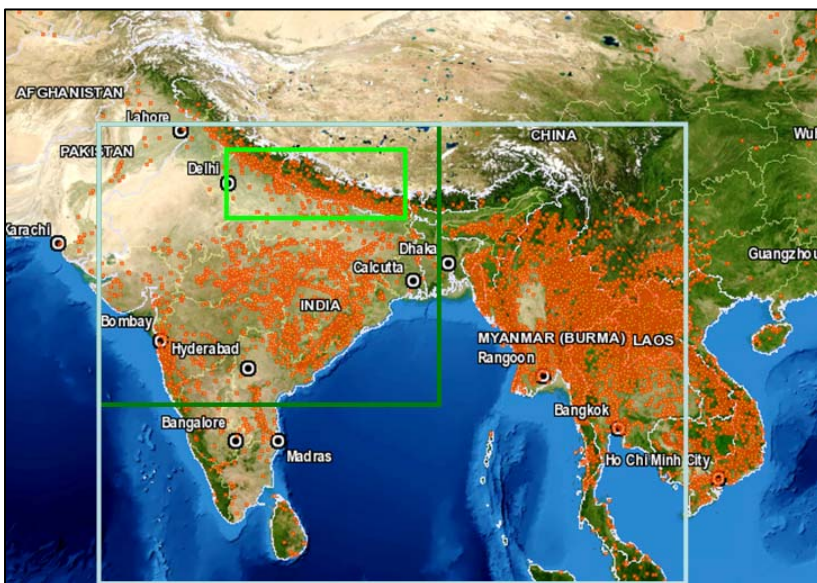 AFGHANISTAN
Lahore
CHINA
Wu
PAKISTAN
Delhi
Karachi
Dhaka
Guangzhou
Calcutta
INDIA
Bombay
MYANMAR (BURMA) LAOS
Hyderabad
Rangoon
Bangkok
Bangalore
Madras
Ho Chi Minh City